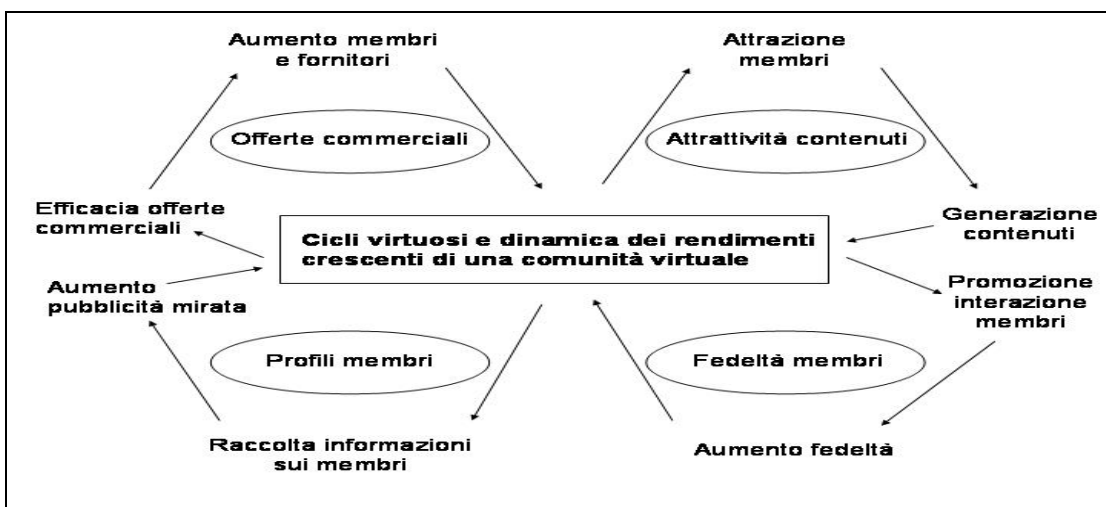 Aumento membri
e fornitori
Attrazione
membri
Offerte commerciali
Attrattività contenuti
Efficacia offerte
commerciali
Generazione
contenuti
Cicli virtuosi e dinamica dei rendimenti
crescenti di una comunità virtuale
Aumento
pubblicità mirata
Promozione
interazione
membri
Profili membri
Fedeltà membri
Raccolta informazioni
sui membri
Aumento fedeltà